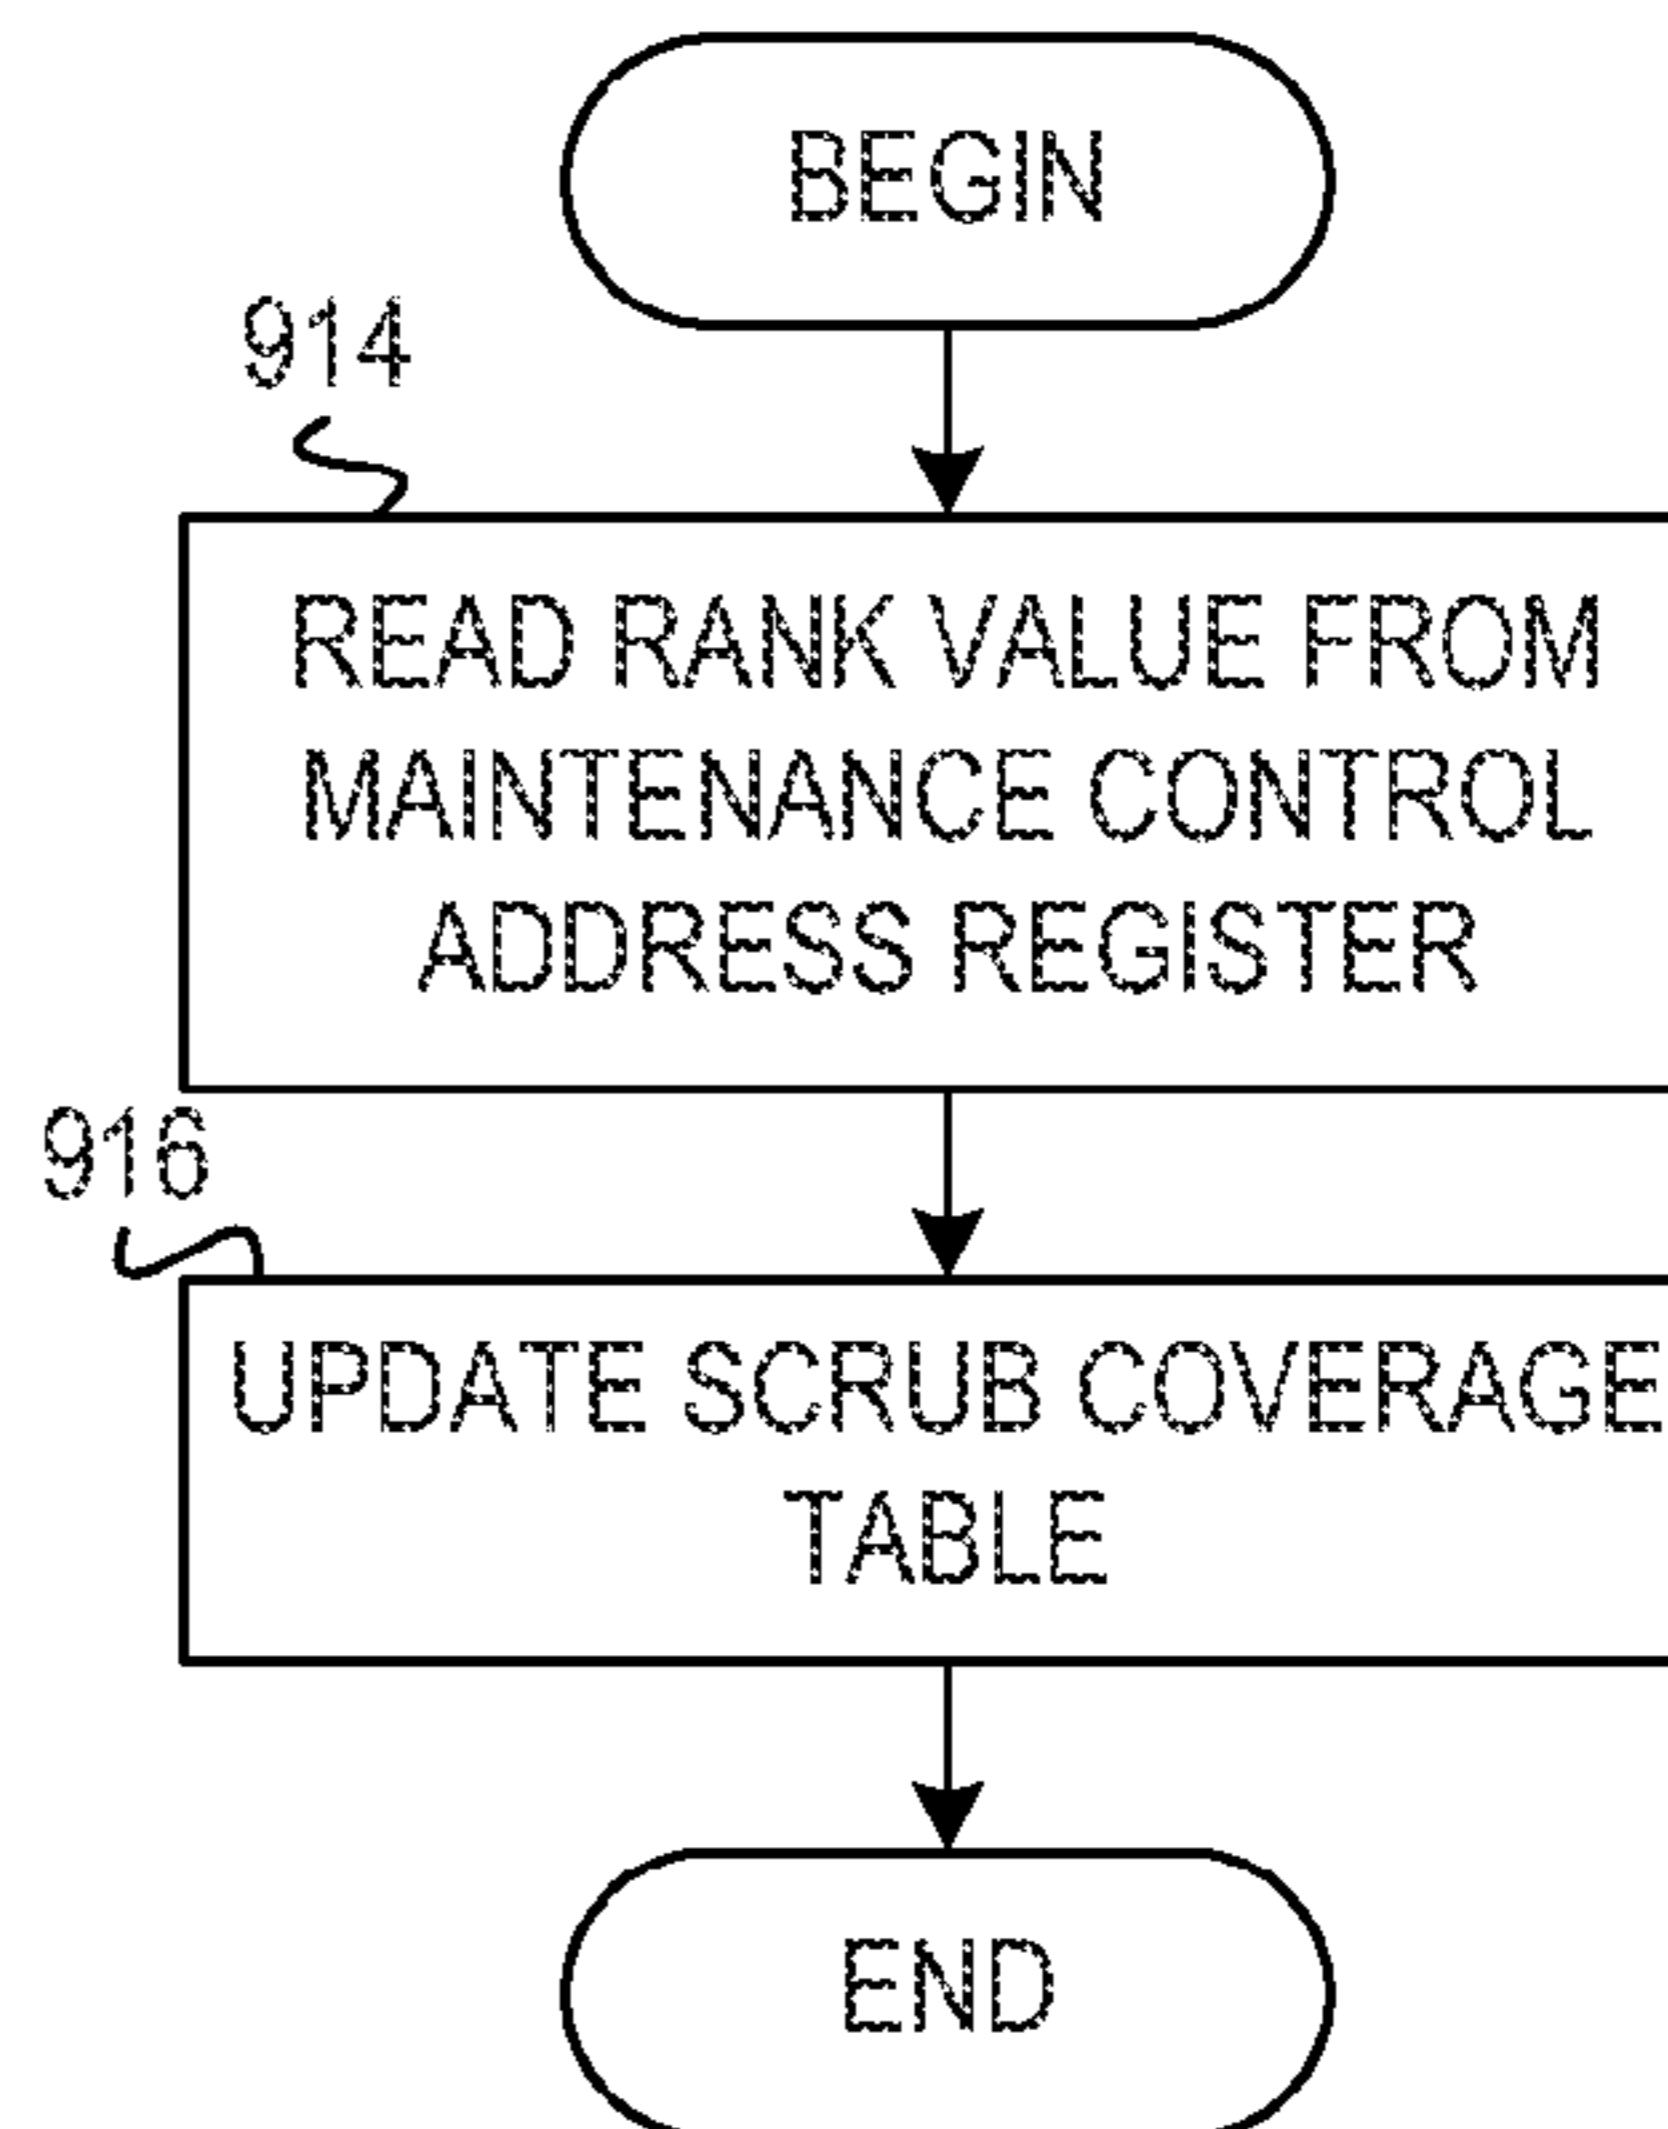 BEGIN
914
READ RANK VALUE FROM
MAINTENANCE CONTROL
ADDRESS REGISTER
916
UPDATE SCRUB COVERAGE
TABLE
END